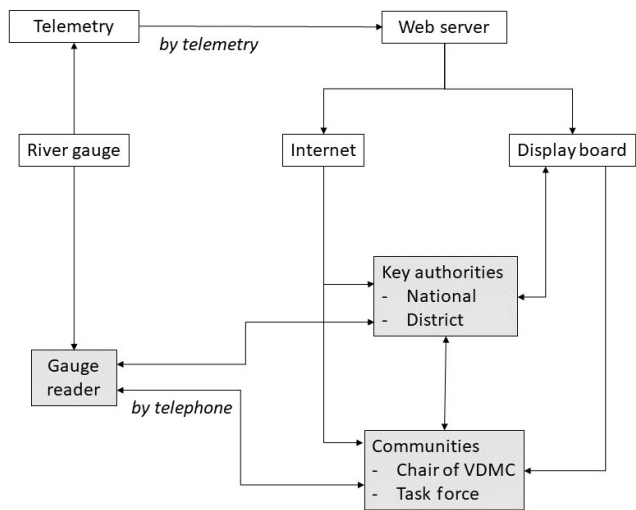 Telemetry
by telemetry
Web server
River gauge
Internet
Display board
Key authorities
- National
- District
Gauge
reader
by telephone
Communities
- Chair of VDMC
- Task force